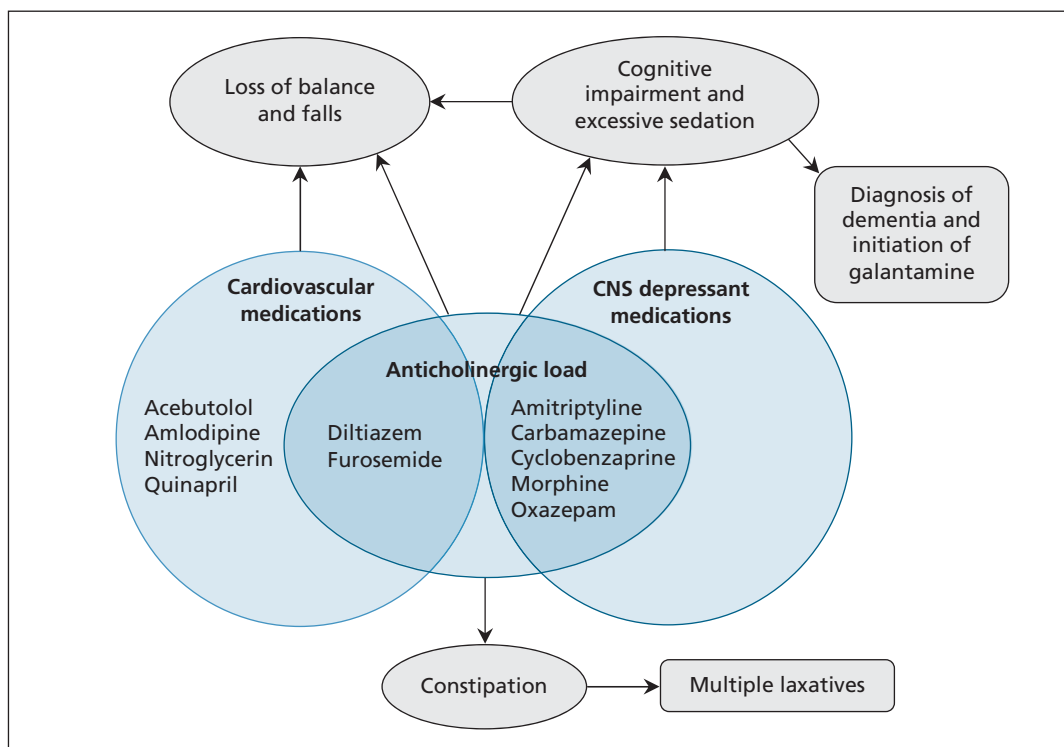 Loss of balance
and falls
Cognitive
impairment and
excessive sedation
Diagnosis of
dementia and
initiation of
galantamine
Cardiovascular
medications
CNS depressant
medications
Anticholinergic load
Acebutolol
Amlodipine
Nitroglycerin
Quinapril
Diltiazem
Furosemide
Amitriptyline
Carbamazepine
Cyclobenzaprine
Morphine
Oxazepam
Constipation
Multiple laxatives